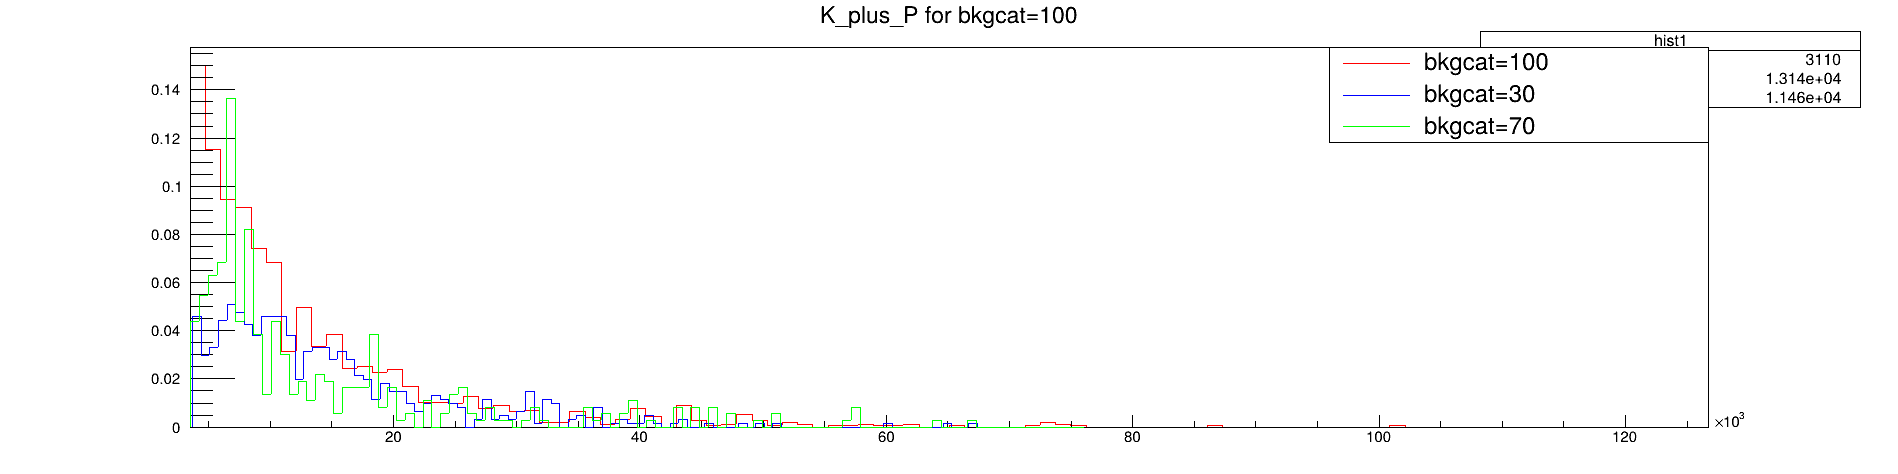 K_plus_P for bkgcat=100
hist1
3110
1.314e+04
1.146e+04
bkgcat=100
bkgcat=30
bkgcat=70
0.14
0.12
0.1
0.08
0.06
0.04
0.02
0
20 40 60 80 100 120
×10³